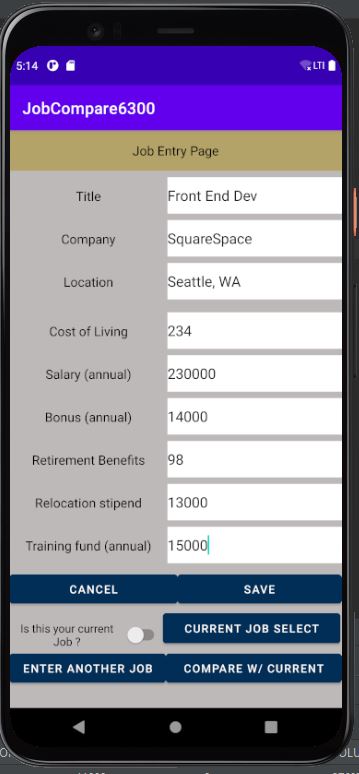 5:14 LTE
JobCompare6300
Job Entry Page
Title Front End Dev
Company SquareSpace
Location Seattle, WA
Cost of Living 234
Salary (annual) 230000
Bonus (annual) 14000
Retirement Benefits 98
Relocation stipend 13000
Training fund (annual) 15000
CANCEL SAVE
Is this your current
Job ?
CURRENT JOB SELECT
ENTER ANOTHER JOB COMPARE W/ CURRENT